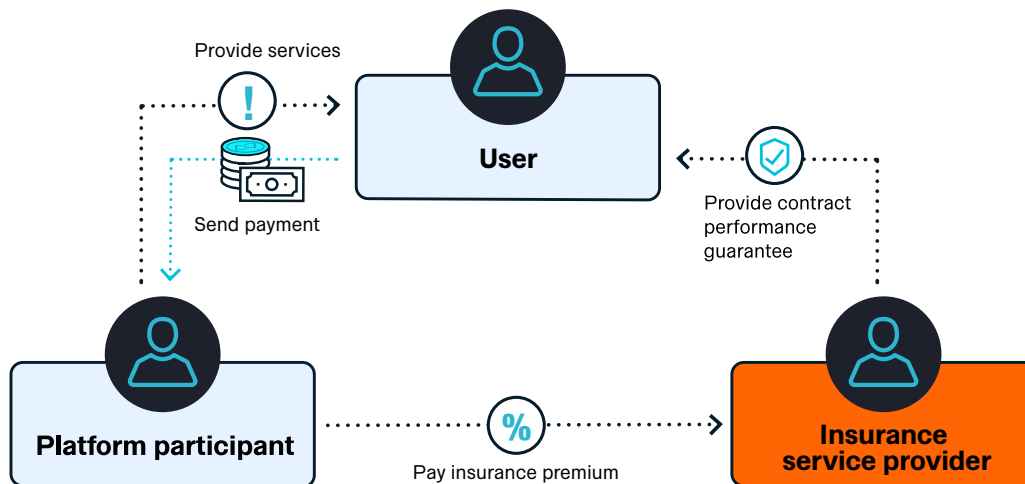 Provide services
!
User
Send payment
Provide contract
performance
guarantee
Platform participant
%
Pay insurance premium
Insurance
service provider